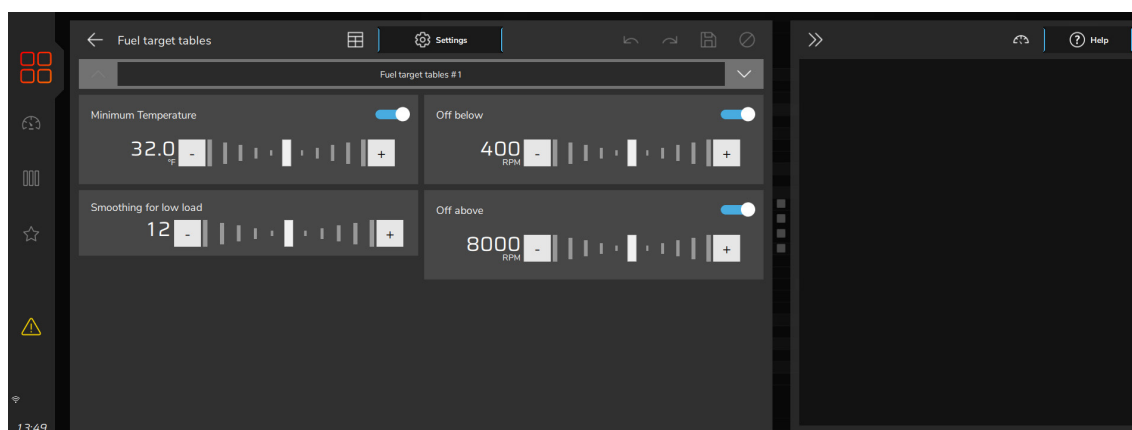 Fuel target tables
Settings
Help
Fuel target tables #1
Minimum Temperature
32.0
°F
-
+
Off below
400
RPM
-
+
Smoothing for low load
12
-
+
Off above
8000
RPM
-
+
13:49